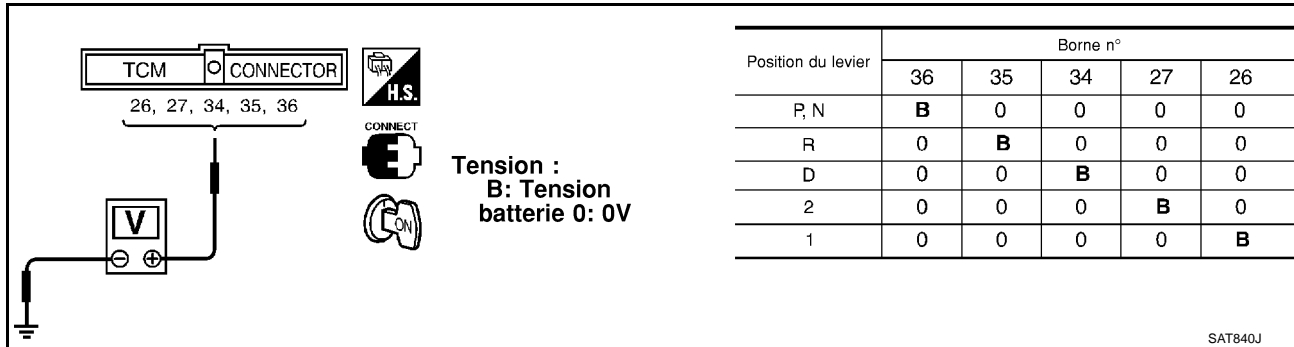 TCM CONNECTOR
26, 27, 34, 35, 36
V
H.S.
CONNECT
ON
Tension :
B: Tension
batterie 0: 0V
Position du levier Borne n°
36 35 34 27 26
P, N B 0 0 0 0
R 0 B 0 0 0
D 0 0 B 0 0
2 0 0 0 B 0
1 0 0 0 0 B
SAT840J